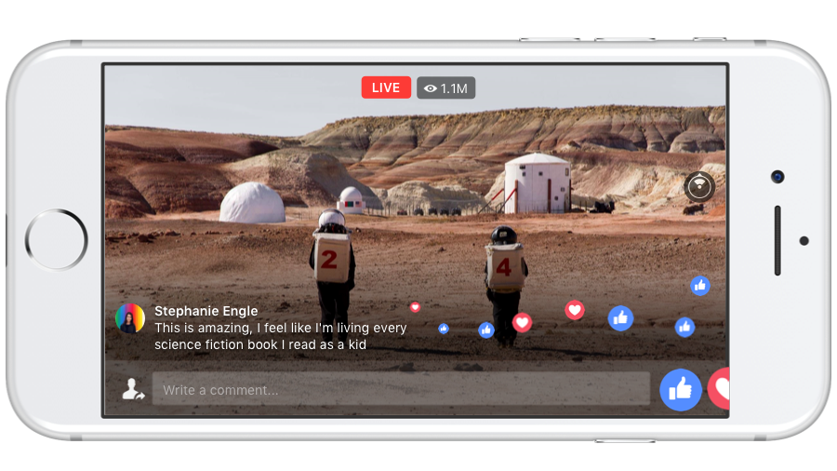 LIVE
1.1M
2
4
Stephanie Engle
This is amazing, I feel like I'm living every
science fiction book I read as a kid
Write a comment...